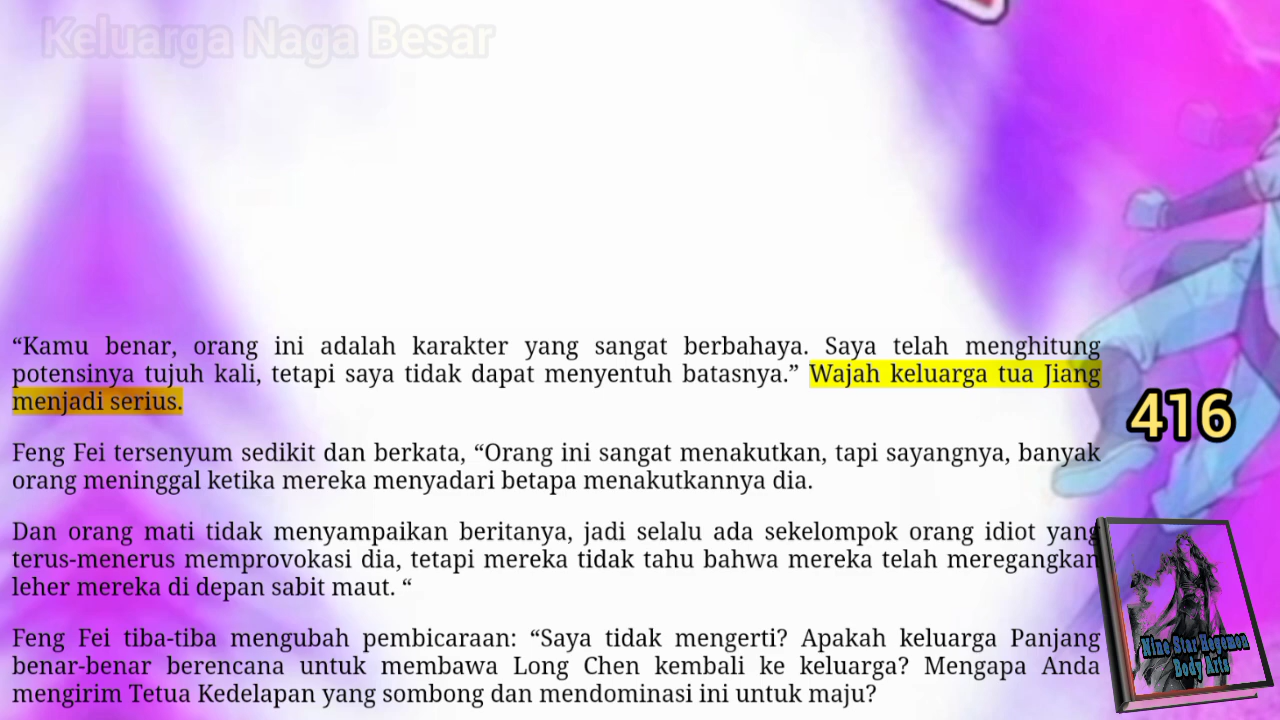 Keluarga Naga Besar
“Kamu benar, orang ini adalah karakter yang sangat berbahaya. Saya telah menghitung
potensinya tujuh kali, tetapi saya tidak dapat menyentuh batasnya.” Wajah keluarga tua Jiang
menjadi serius.
Feng Fei tersenyum sedikit dan berkata, “Orang ini sangat menakutkan, tapi sayangnya, banyak
orang meninggal ketika mereka menyadari betapa menakutkannya dia.
Dan orang mati tidak menyampaikan beritanya, jadi selalu ada sekelompok orang idiot yang
terus-menerus memprovokasi dia, tetapi mereka tidak tahu bahwa mereka telah meregangkan
leher mereka di depan sabit maut. “
Feng Fei tiba-tiba mengubah pembicaraan: “Saya tidak mengerti? Apakah keluarga Panjang
benar-benar berencana untuk membawa Long Chen kembali ke keluarga? Mengapa Anda
mengirim Tetua Kedelapan yang sombong dan mendominasi ini untuk maju?
416
Nine Star Hegemon
Body Arts